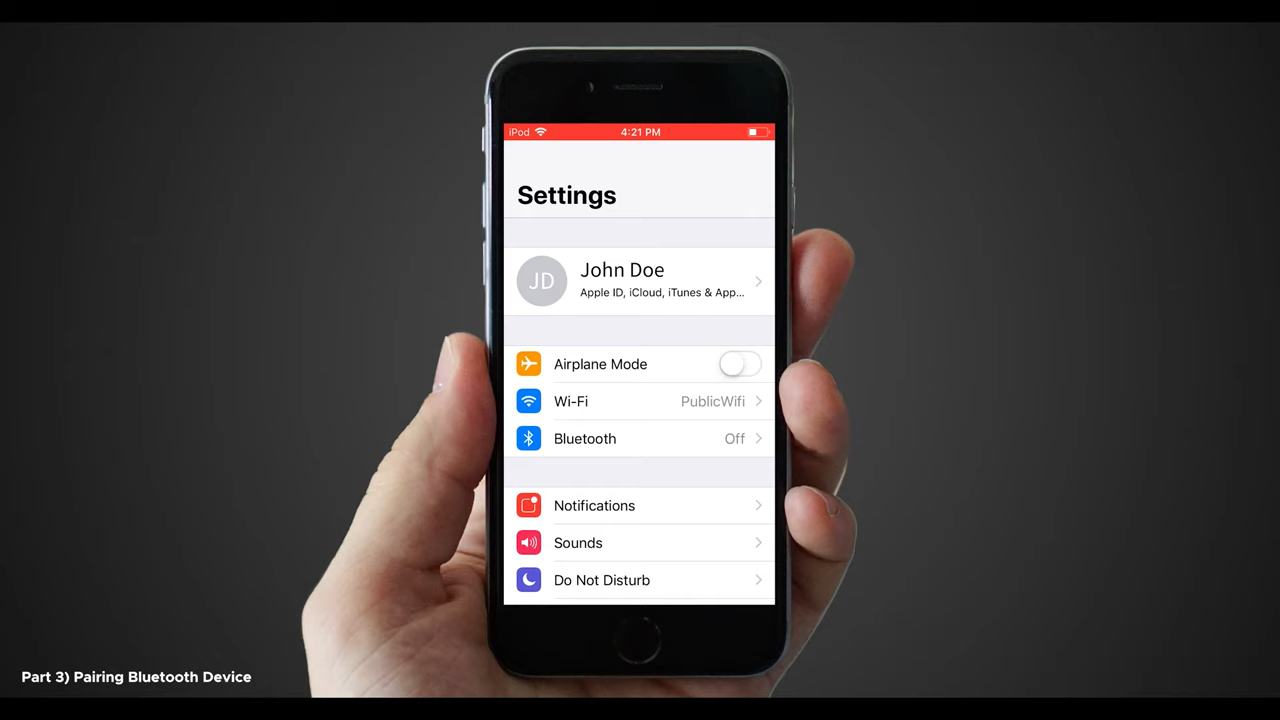 iPod 4:21 PM
Settings
JD
John Doe
Apple ID, iCloud, iTunes & App...
Airplane Mode
Wi-Fi PublicWifi
Bluetooth Off
Notifications
Sounds
Do Not Disturb
Part 3) Pairing Bluetooth Device